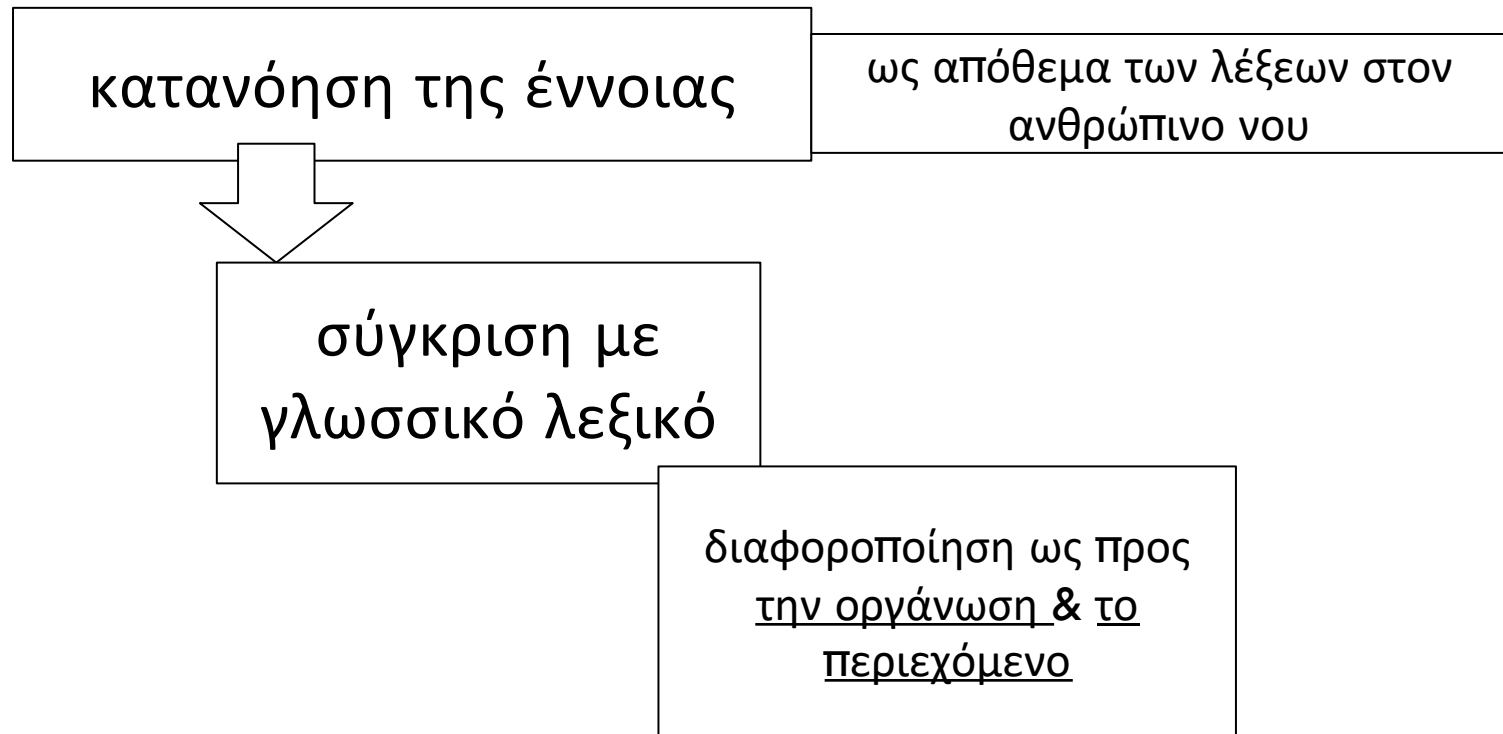 κατανόηση της έννοιας
ως απόθεμα των λέξεων στον
ανθρώπινο νου
σύγκριση με
γλωσσικό λεξικό
διαφοροποίηση ως προς
την οργάνωση & το
περιεχόμενο